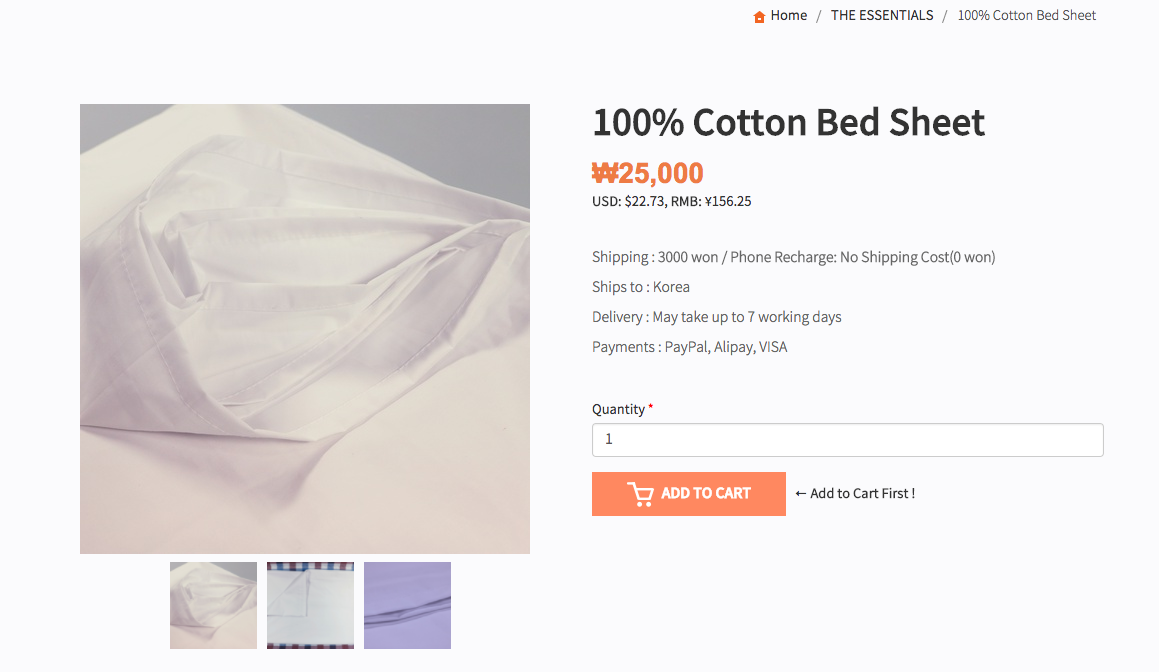 Home / THE ESSENTIALS / 100% Cotton Bed Sheet
100% Cotton Bed Sheet
₩25,000
USD: $22.73, RMB: ¥156.25
Shipping : 3000 won / Phone Recharge: No Shipping Cost(0 won)
Ships to : Korea
Delivery : May take up to 7 working days
Payments : PayPal, Alipay, VISA
Quantity *
1
ADD TO CART ← Add to Cart First !